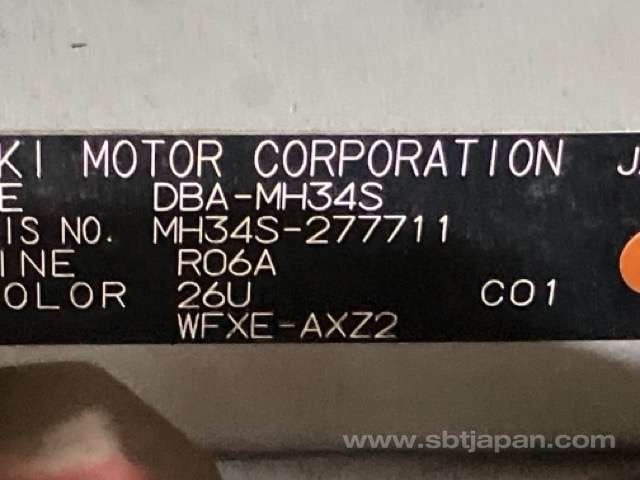 KI MOTOR CORPORATION JA
E DBA-MH34S
IS NO. MH34S-277711
INE R06A
OLOR 26U C01
WFXE-AXZ2
www.sbtjapan.com